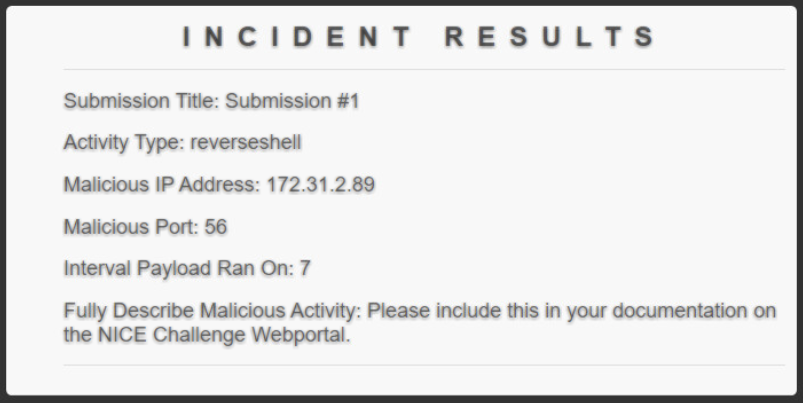 INCIDENT RESULTS
Submission Title: Submission #1
Activity Type: reverseshell
Malicious IP Address: 172.31.2.89
Malicious Port: 56
Interval Payload Ran On: 7
Fully Describe Malicious Activity: Please include this in your documentation on
the NICE Challenge Webportal.